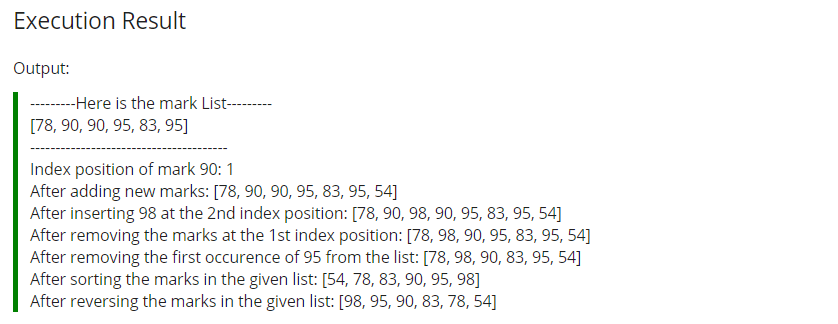 Execution Result
Output:
---------Here is the mark List---------
[78, 90, 90, 95, 83, 95]
---------------------------------------
Index position of mark 90: 1
After adding new marks: [78, 90, 90, 95, 83, 95, 54]
After inserting 98 at the 2nd index position: [78, 90, 98, 90, 95, 83, 95, 54]
After removing the marks at the 1st index position: [78, 98, 90, 95, 83, 95, 54]
After removing the first occurence of 95 from the list: [78, 98, 90, 83, 95, 54]
After sorting the marks in the given list: [54, 78, 83, 90, 95, 98]
After reversing the marks in the given list: [98, 95, 90, 83, 78, 54]